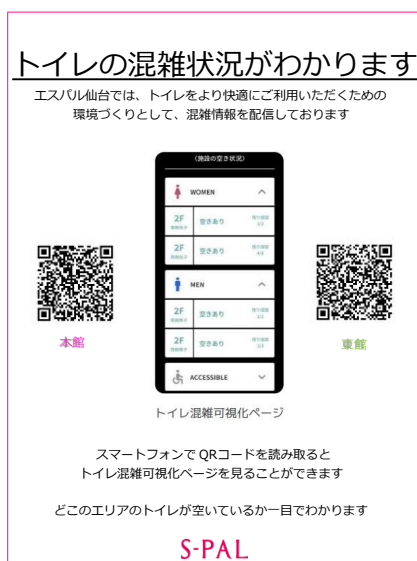 トイレの混雑状況がわかります
エスパル仙台では、トイレをより快適にご利用いただくための
環境づくりとして、混雑情報を配信しております
(施設の空き状況)
WOMEN
2F
空きあり
2F
空きあり
MEN
2F
空きあり
2F
空きあり
ACCESSIBLE
本館
東館
トイレ混雑可視化ページ
スマートフォンで QRコードを読み取ると
トイレ混雑可視化ページを見ることができます
どこのエリアのトイレが空いているか一目でわかります
S-PAL